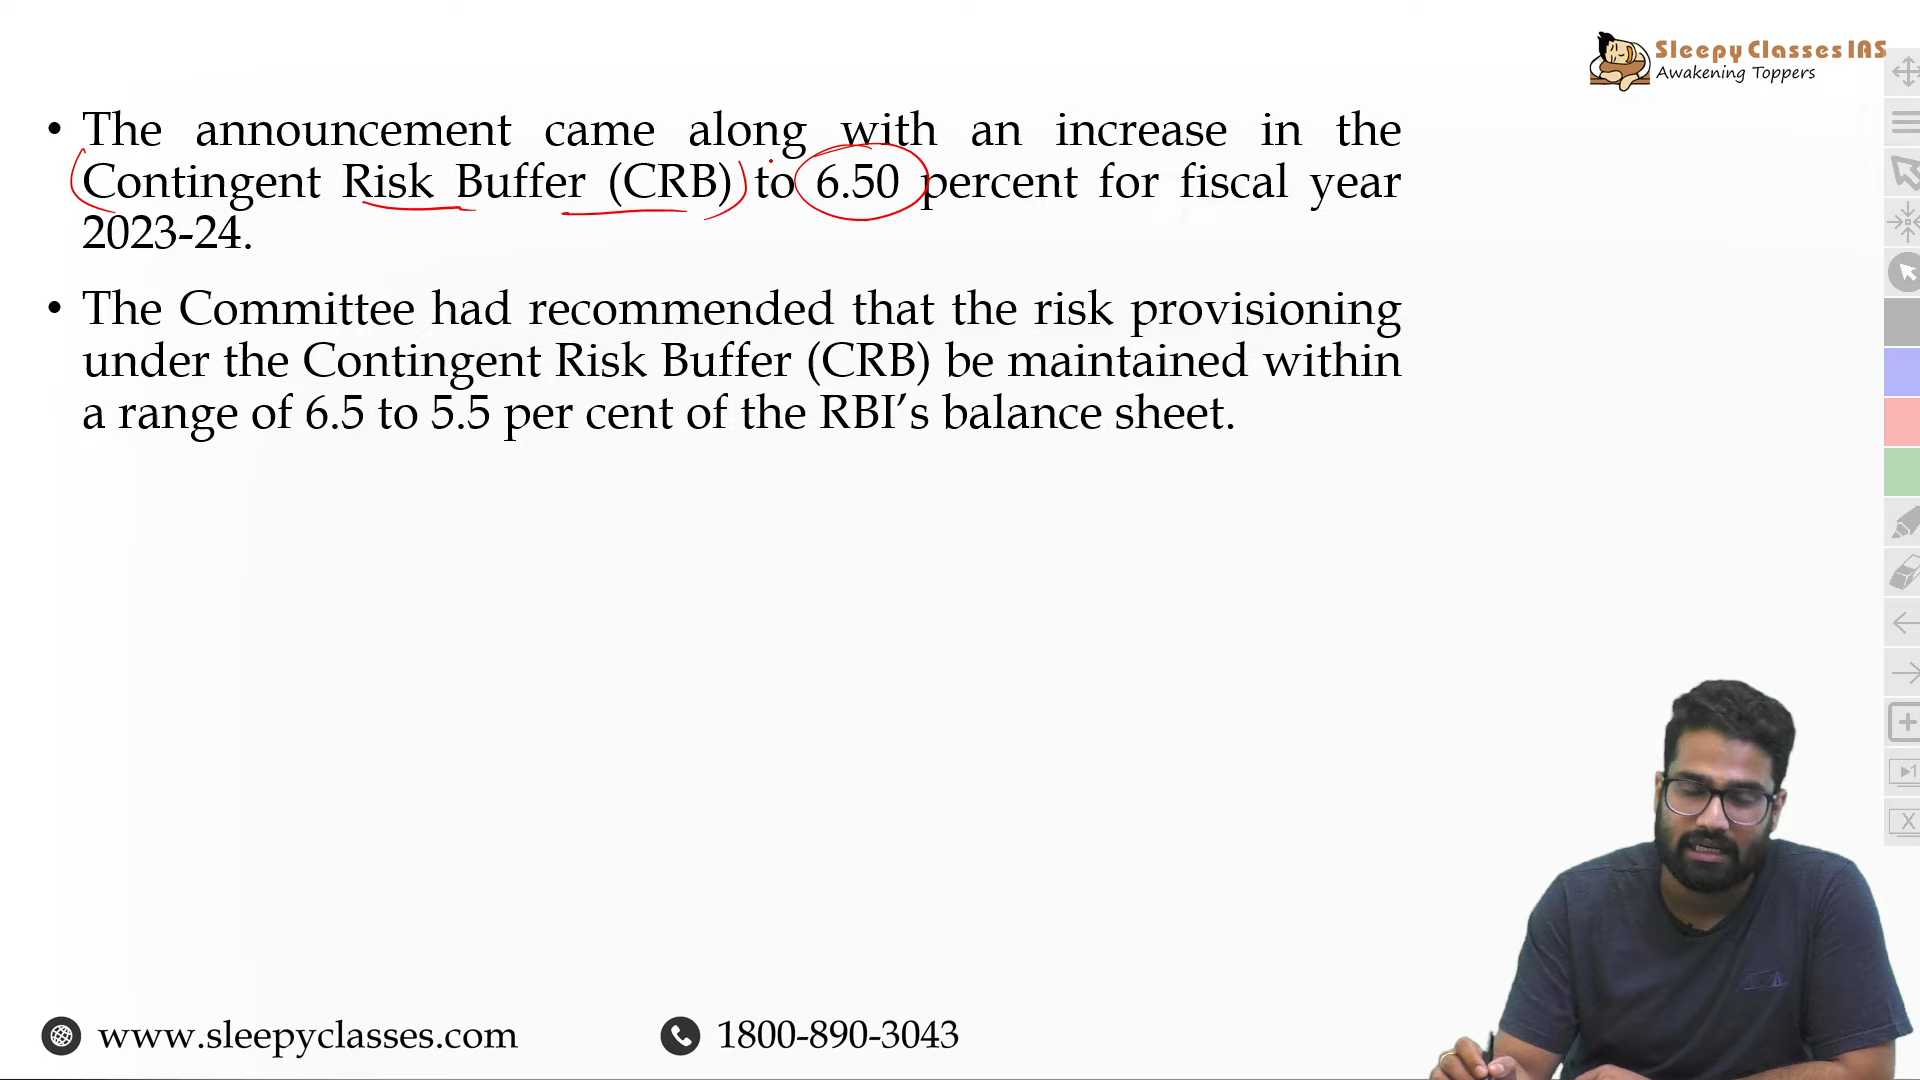 Sleepy Classes IAS
Awakening Toppers
• The announcement came along with an increase in the
Contingent Risk Buffer (CRB) to 6.50 percent for fiscal year
2023-24.
• The Committee had recommended that the risk provisioning
under the Contingent Risk Buffer (CRB) be maintained within
a range of 6.5 to 5.5 per cent of the RBI’s balance sheet.
www.sleepyclasses.com
1800-890-3043